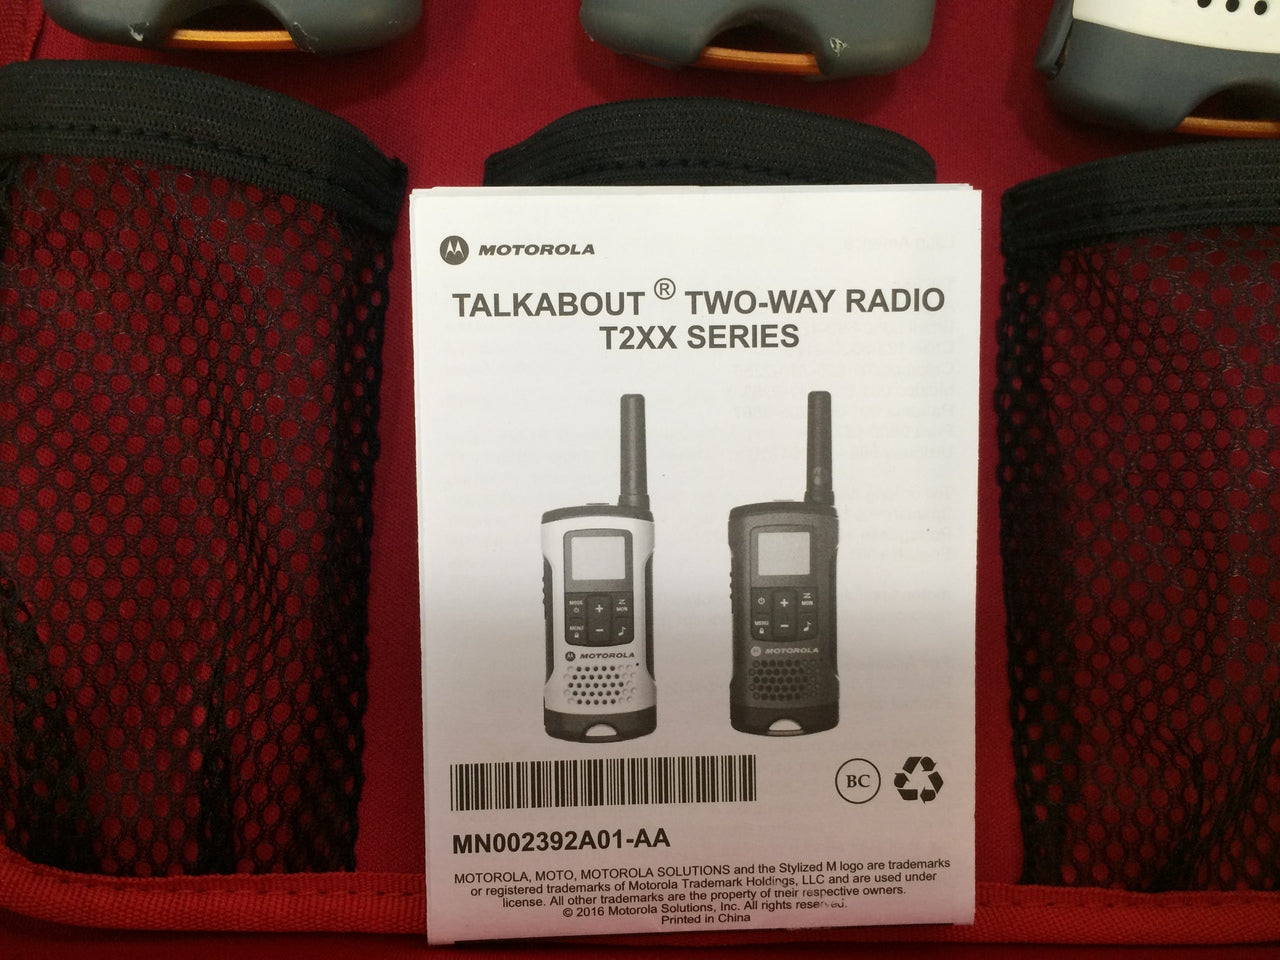 MOTOROLA
TALKABOUT ® TWO-WAY RADIO
T2XX SERIES
MODE
MON
MENU
MOTOROLA
MON
MENU
MOTOROLA
BC
MN002392A01-AA
MOTOROLA, MOTO, MOTOROLA SOLUTIONS and the Stylized M logo are trademarks
or registered trademarks of Motorola Trademark Holdings, LLC and are used under
license. All other trademarks are the property of their respective owners.
© 2016 Motorola Solutions, Inc. All rights reserved.
Printed in China